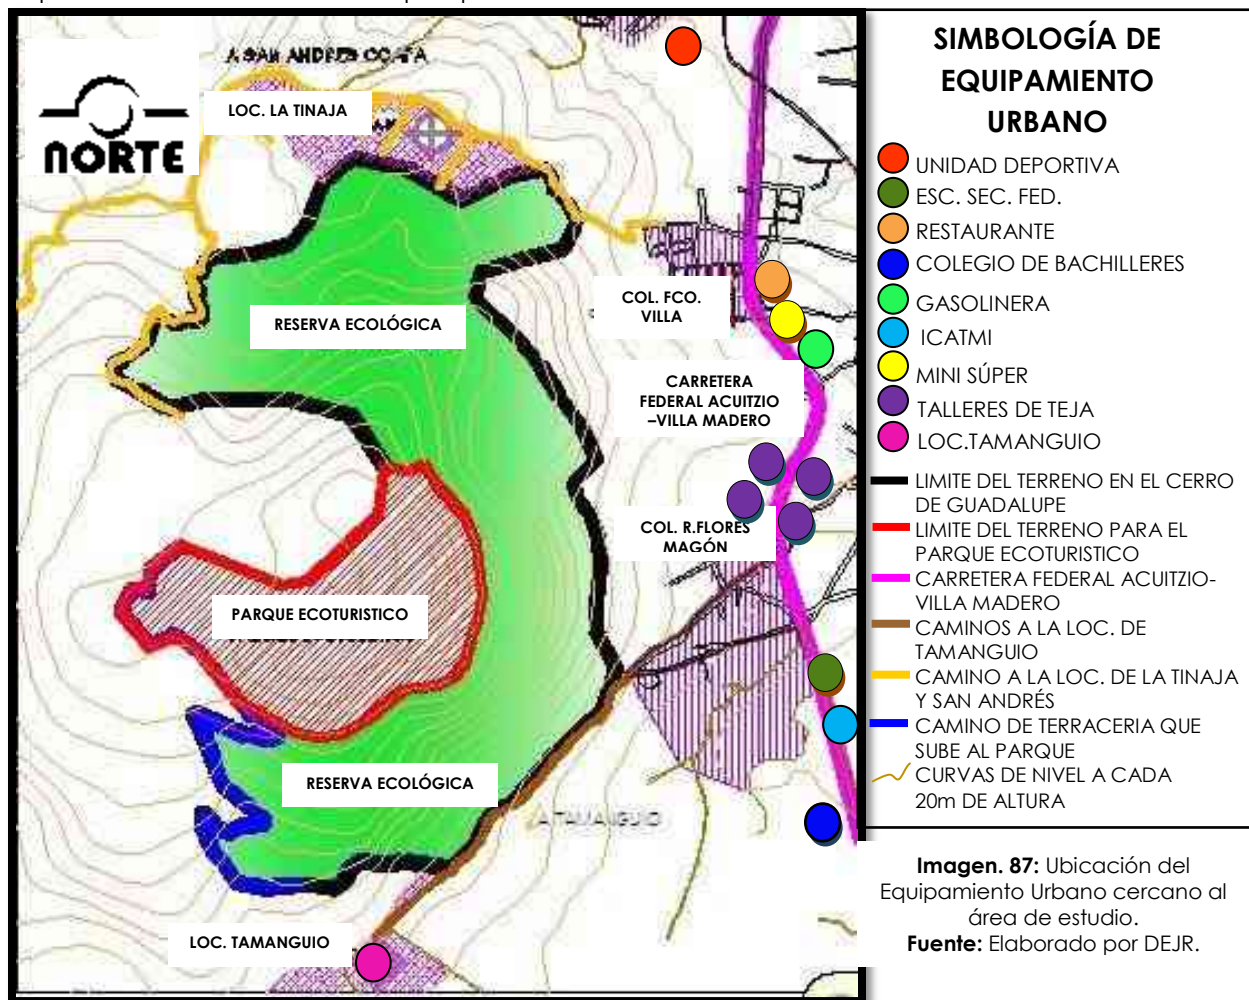 A SAN ANDRES COAPA
LOC. LA TINAJA
NORTE
RESERVA ECOLÓGICA
COL. FCO.
VILLA
CARRETERA
FEDERAL ACUITZIO
–VILLA MADERO
COL. R.FLORES
MAGÓN
PARQUE ECOTURISTICO
RESERVA ECOLÓGICA
A TAMANGUIO
LOC. TAMANGUIO
SIMBOLOGÍA DE
EQUIPAMIENTO
URBANO
UNIDAD DEPORTIVA
ESC. SEC. FED.
RESTAURANTE
COLEGIO DE BACHILLERES
GASOLINERA
ICATMI
MINI SÚPER
TALLERES DE TEJA
LOC.TAMANGUIO
LIMITE DEL TERRENO EN EL CERRO
DE GUADALUPE
LIMITE DEL TERRENO PARA EL
PARQUE ECOTURISTICO
CARRETERA FEDERAL ACUITZIO-
VILLA MADERO
CAMINOS A LA LOC. DE
TAMANGUIO
CAMINO A LA LOC. DE LA TINAJA
Y SAN ANDRÉS
CAMINO DE TERRACERIA QUE
SUBE AL PARQUE
CURVAS DE NIVEL A CADA
20m DE ALTURA
Imagen. 87: Ubicación del
Equipamiento Urbano cercano al
área de estudio.
Fuente: Elaborado por DEJR.